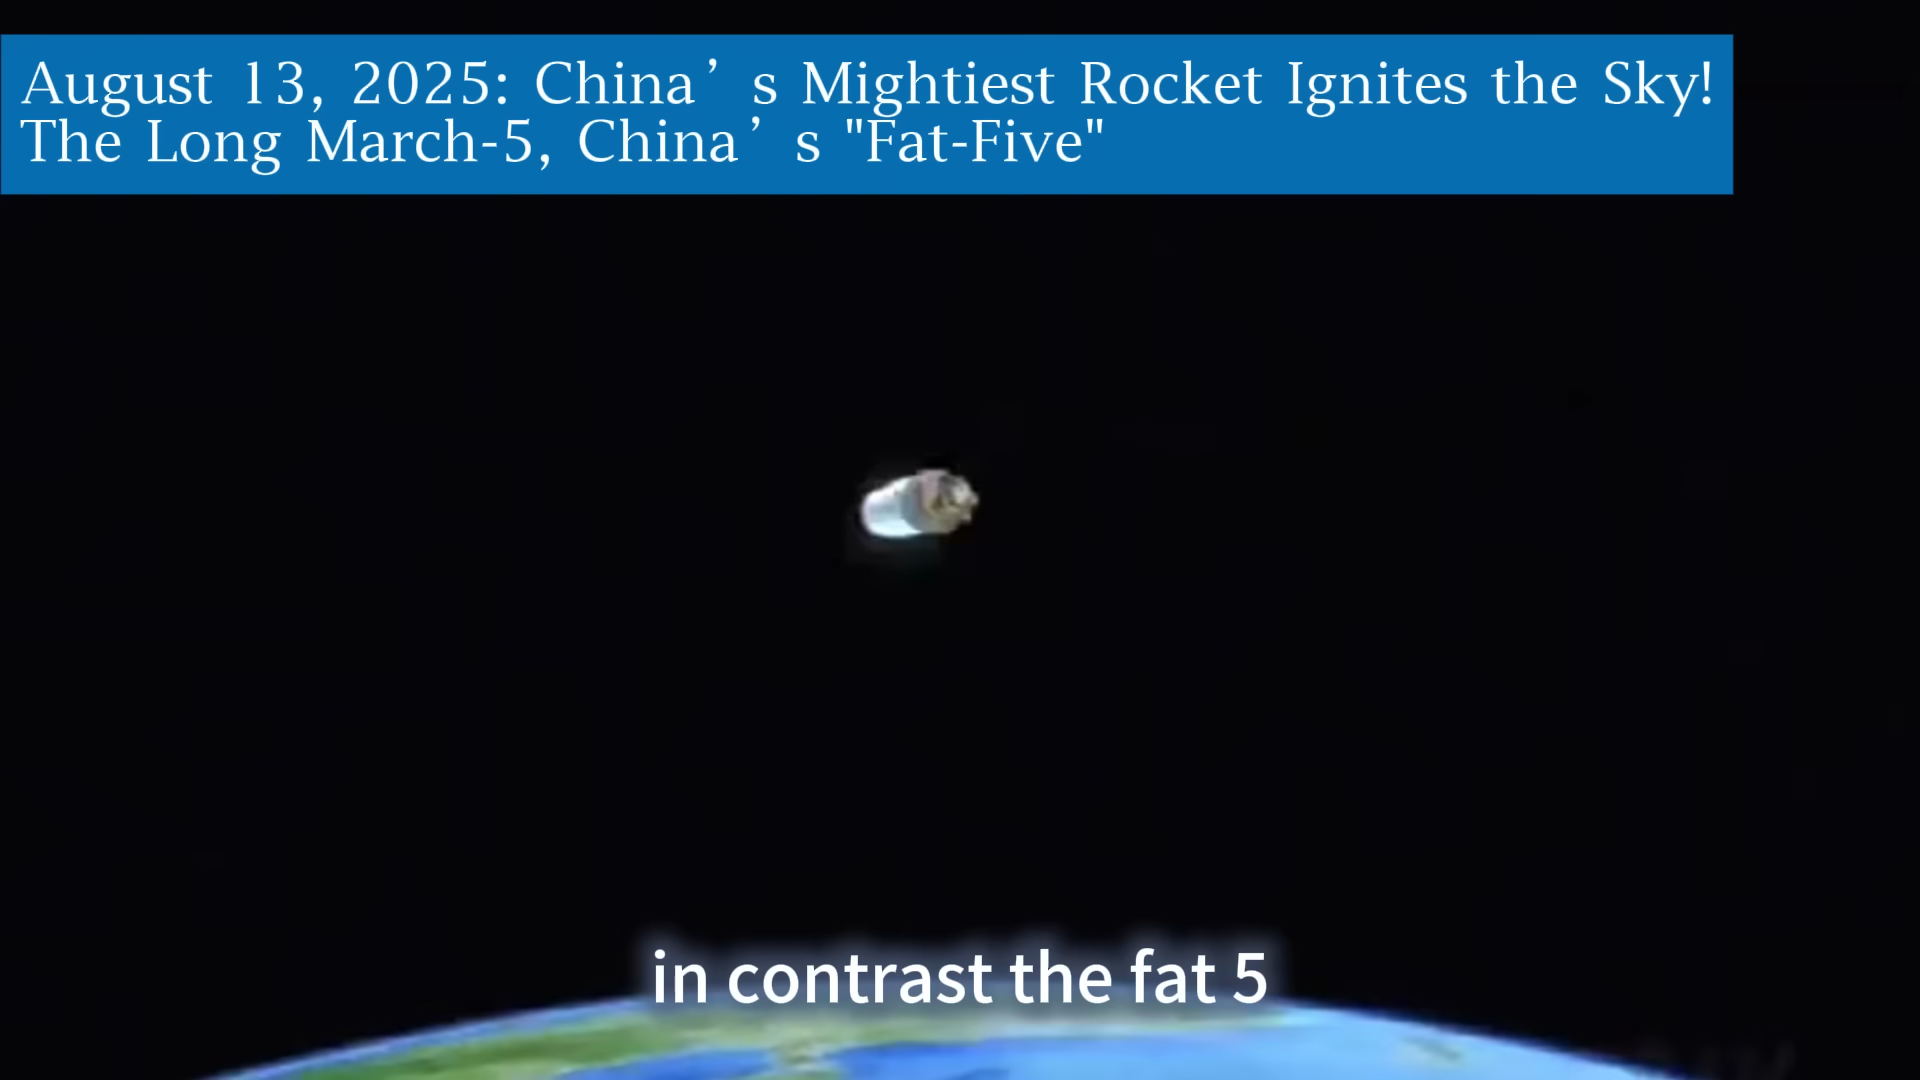 August 13, 2025: China’s Mightiest Rocket Ignites the Sky!
The Long March-5, China’s "Fat-Five"
in contrast the fat 5